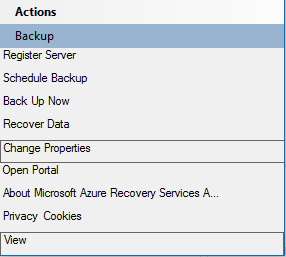 Actions
Backup
Register Server
Schedule Backup
Back Up Now
Recover Data
Change Properties
Open Portal
About Microsoft Azure Recovery Services A...
Privacy Cookies
View